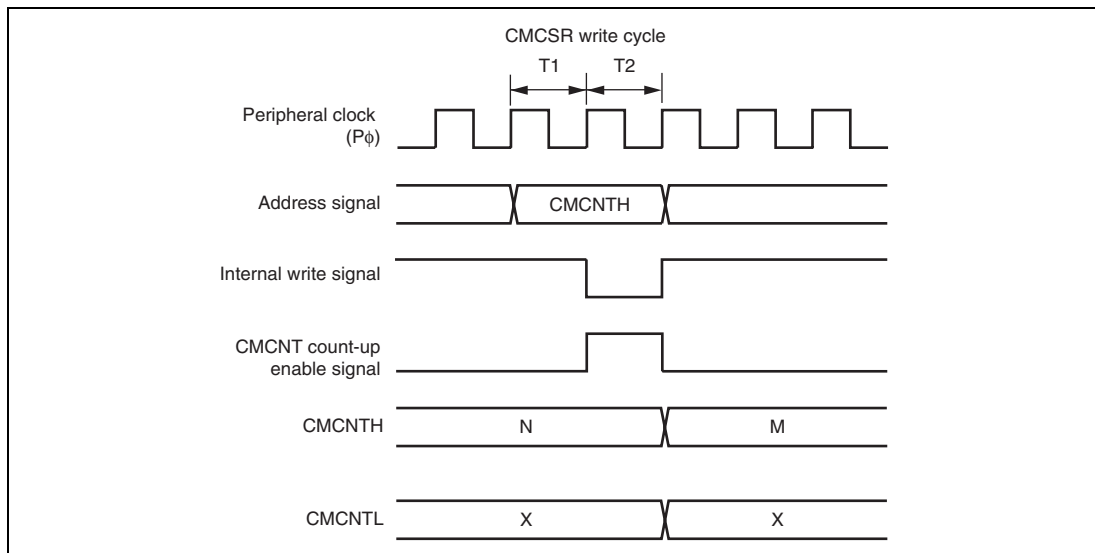 CMCSR write cycle
T1 T2
Peripheral clock
(Pϕ)
Address signal CMCNTH
Internal write signal
CMCNT count-up
enable signal
CMCNTH N M
CMCNTL X X